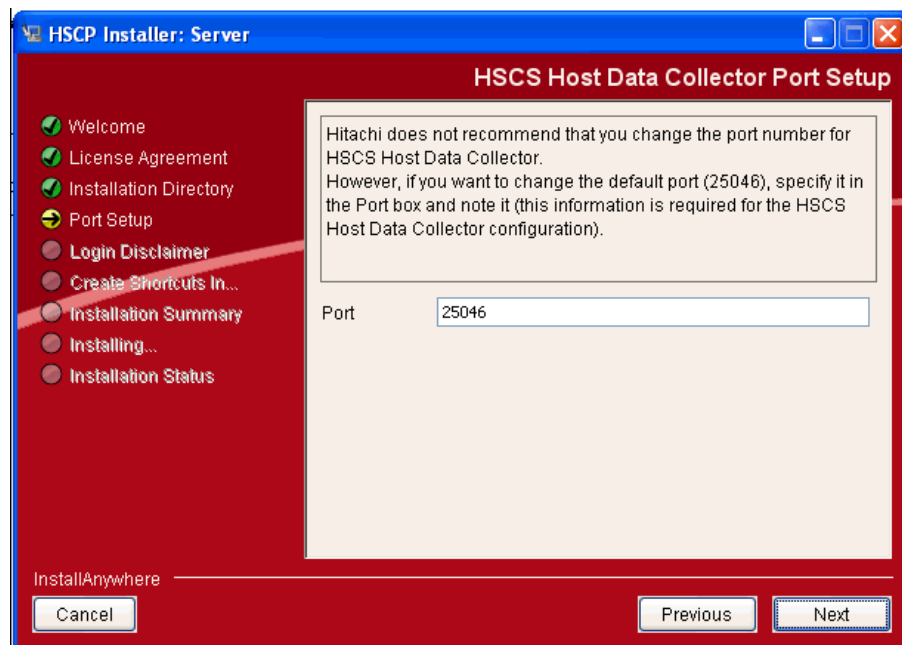 HSCP Installer: Server
HSCS Host Data Collector Port Setup
Welcome
License Agreement
Installation Directory
Port Setup
Login Disclaimer
Create Shortcuts In...
Installation Summary
Installing...
Installation Status
Hitachi does not recommend that you change the port number for
HSCS Host Data Collector.
However, if you want to change the default port (25046), specify it in
the Port box and note it (this information is required for the HSCS
Host Data Collector configuration).
Port 25046
InstallAnywhere
Cancel Previous Next